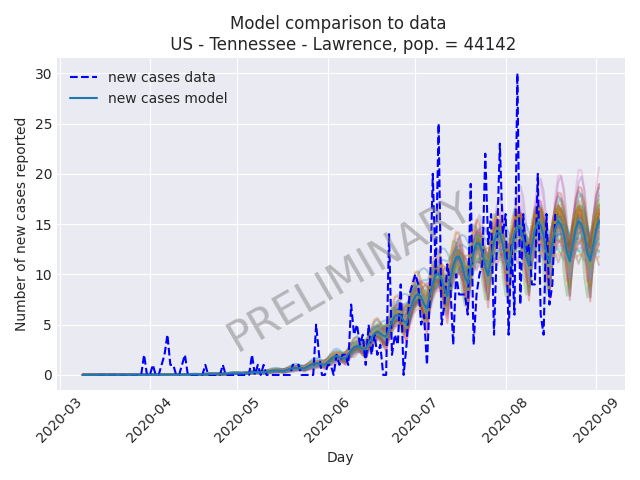 Model comparison to data
US - Tennessee - Lawrence, pop. = 44142
Number of new cases reported
30
25
20
15
10
5
0
new cases data
new cases model
PRELIMINARY
2020-03
2020-04
2020-05
2020-06
2020-07
2020-08
2020-09
Day